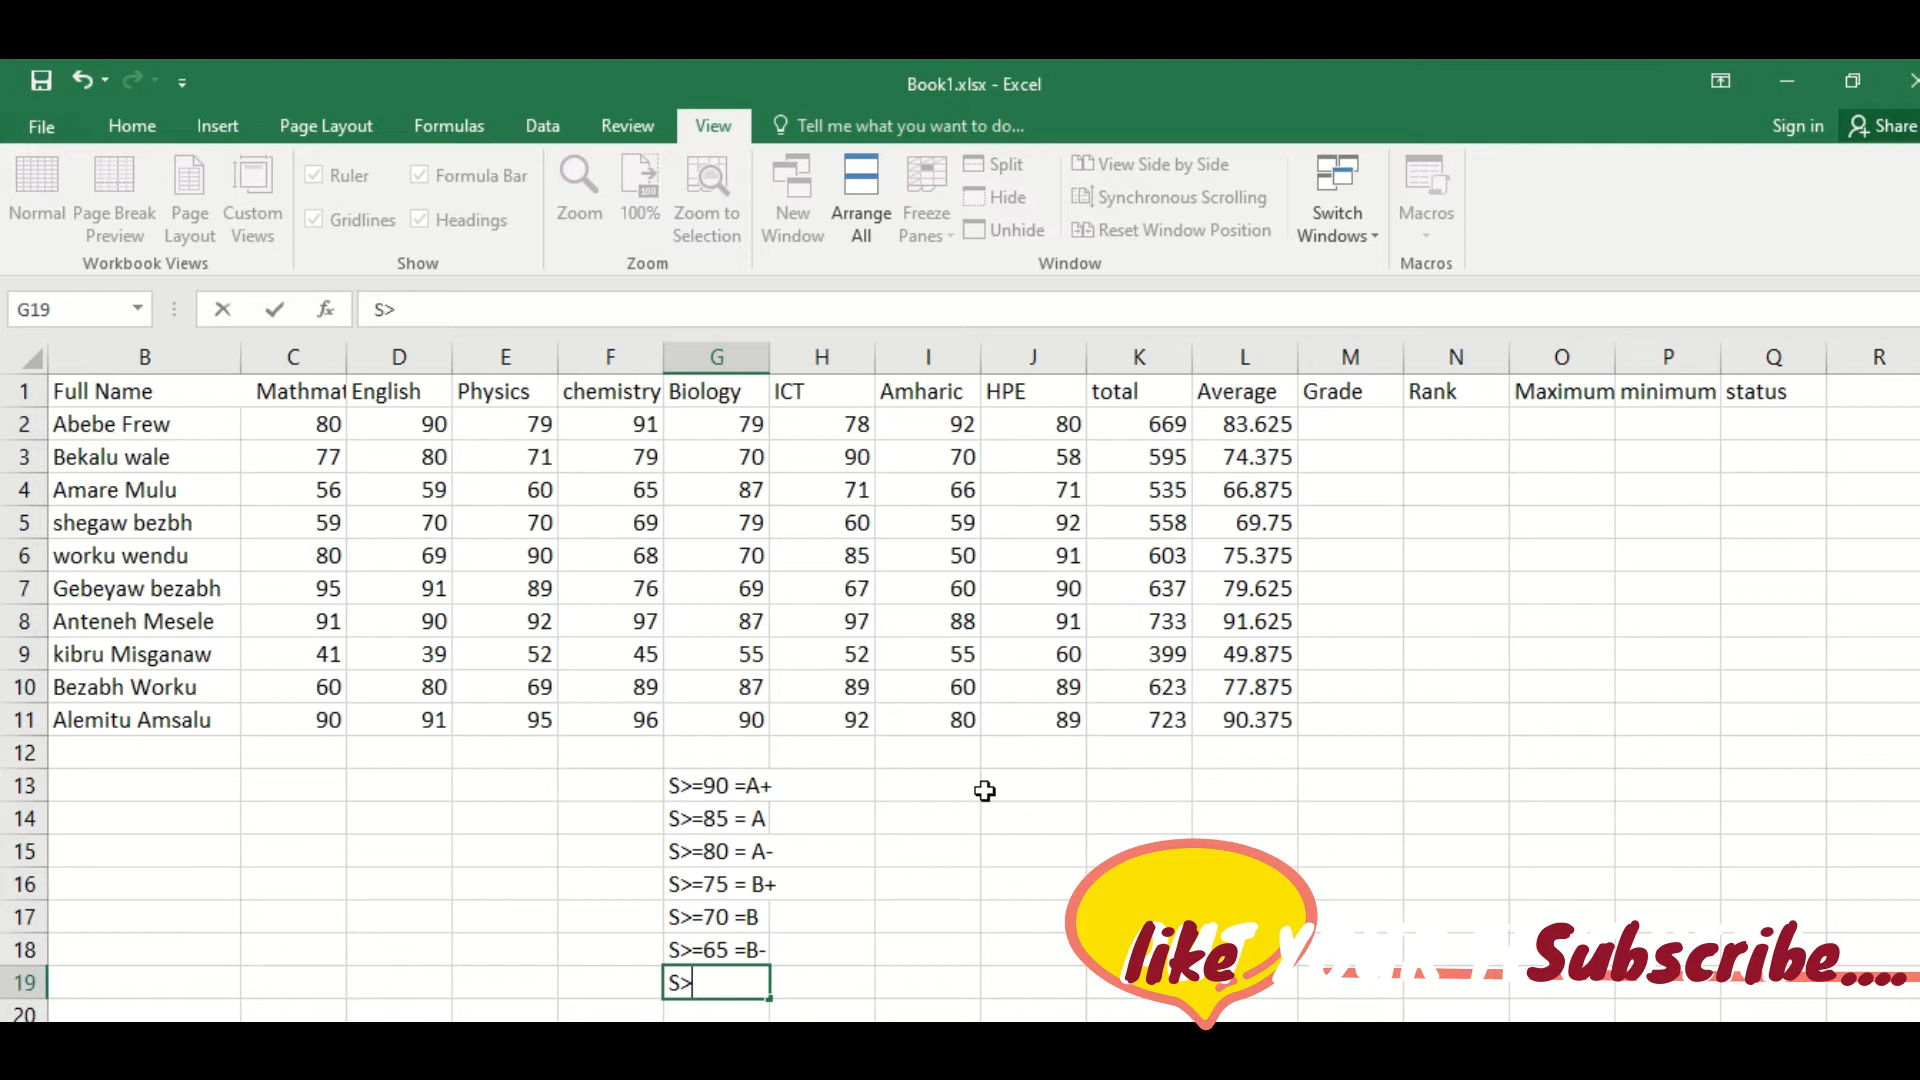 Book1.xlsx - Excel
File Home Insert Page Layout Formulas Data Review View Tell me what you want to do... Sign in Share
Normal Page Break Preview Page Layout Custom Views
Workbook Views
Ruler Formula Bar
Gridlines Headings
Show
Zoom 100% Zoom to Selection
Zoom
New Window Arrange All Freeze Panes
Split View Side by Side
Hide Synchronous Scrolling
Unhide Reset Window Position
Switch Windows
Window
Macros
Macros
G19 fx S>
B C D E F G H I J K L M N O P Q R
1 Full Name Mathmat English Physics chemistry Biology ICT Amharic HPE total Average Grade Rank Maximum minimum status
2 Abebe Frew 80 90 79 91 79 78 92 80 669 83.625
3 Bekalu wale 77 80 71 79 70 90 70 58 595 74.375
4 Amare Mulu 56 59 60 65 87 71 66 71 535 66.875
5 shegaw bezbh 59 70 70 69 79 60 59 92 558 69.75
6 worku wendu 80 69 90 68 70 85 50 91 603 75.375
7 Gebeyaw bezabh 95 91 89 76 69 67 60 90 637 79.625
8 Anteneh Mesele 91 90 92 97 87 97 88 91 733 91.625
9 kibru Misganaw 41 39 52 45 55 52 55 60 399 49.875
10 Bezabh Worku 60 80 69 89 87 89 60 89 623 77.875
11 Alemitu Amsalu 90 91 95 96 90 92 80 89 723 90.375
12
13 S>=90 =A+
14 S>=85 = A
15 S>=80 = A-
16 S>=75 = B+
17 S>=70 =B
18 S>=65 =B-
19 S>
20
like Subscribe....